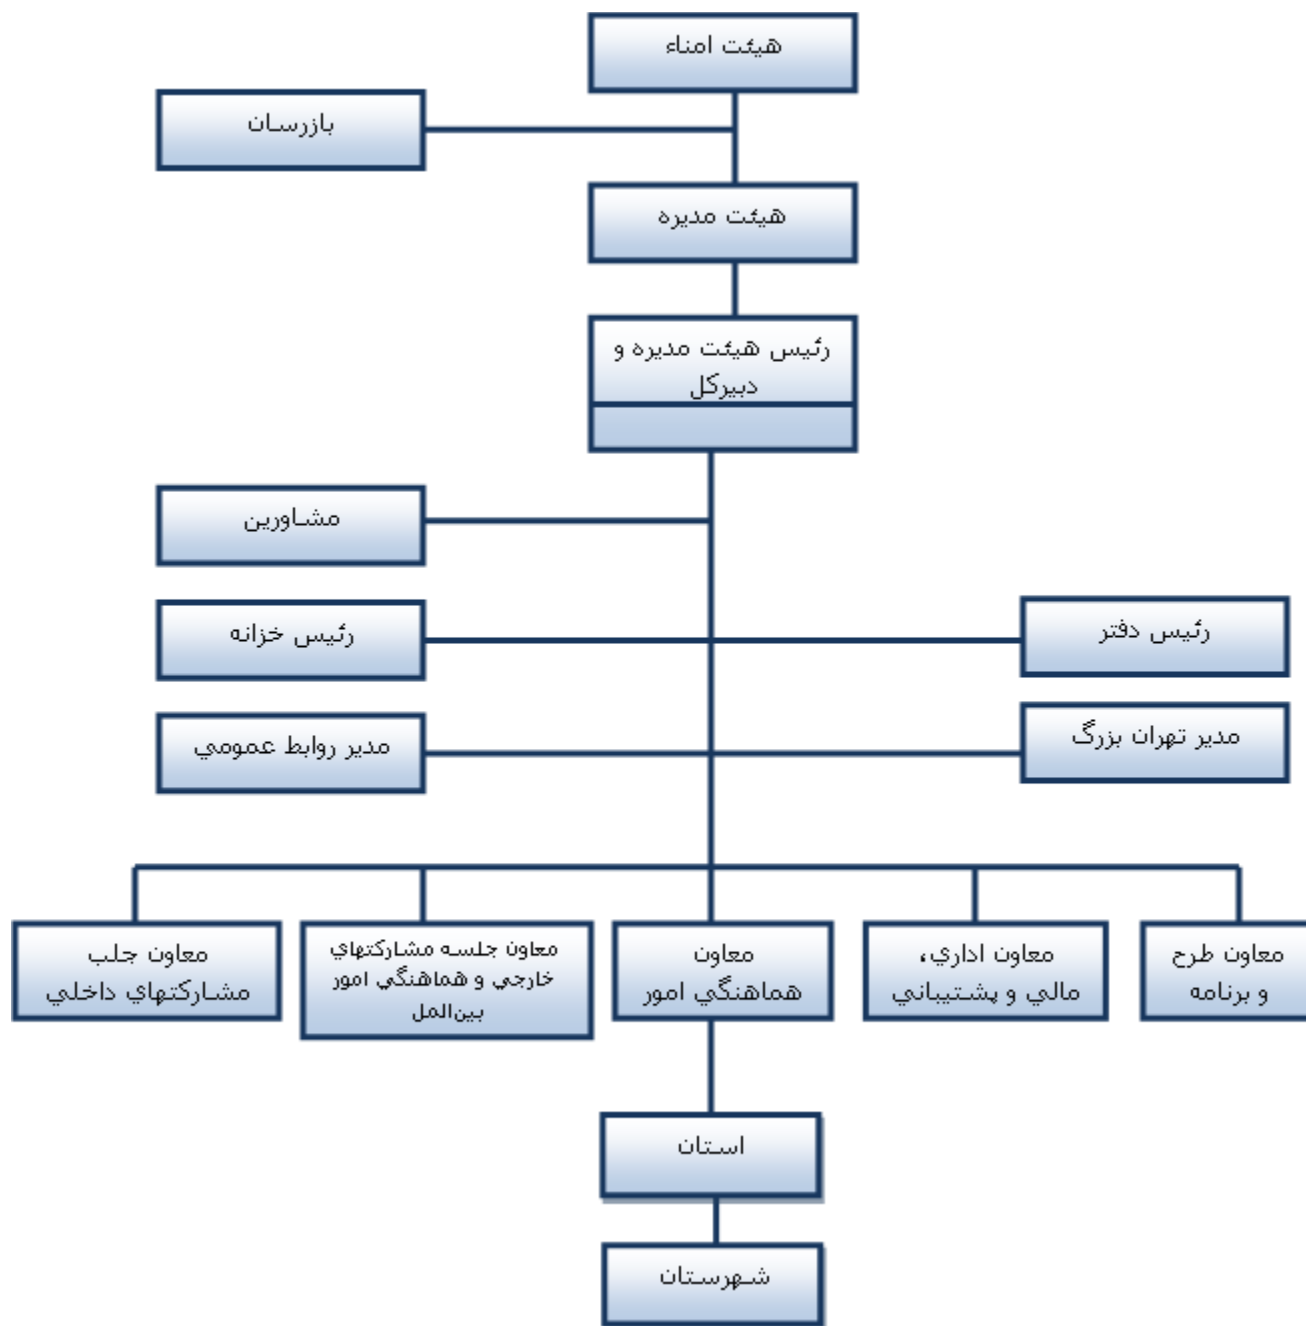 هيئت امناء
بازرسان
هيئت مديره
رئيس هيئت مديره و
دبيركل
مشاورين
رئيس دفتر
رئيس خزانه
مدير تهران بزرگ
مدير روابط عمومي
معاون طرح
و برنامه
معاون اداري،
مالي و پشتيباني
معاون
هماهنگي امور
معاون جلسه مشاركتهاي
خارجي و هماهنگي امور
بين‌المل
معاون جلب
مشاركتهاي داخلي
استان
شهرستان